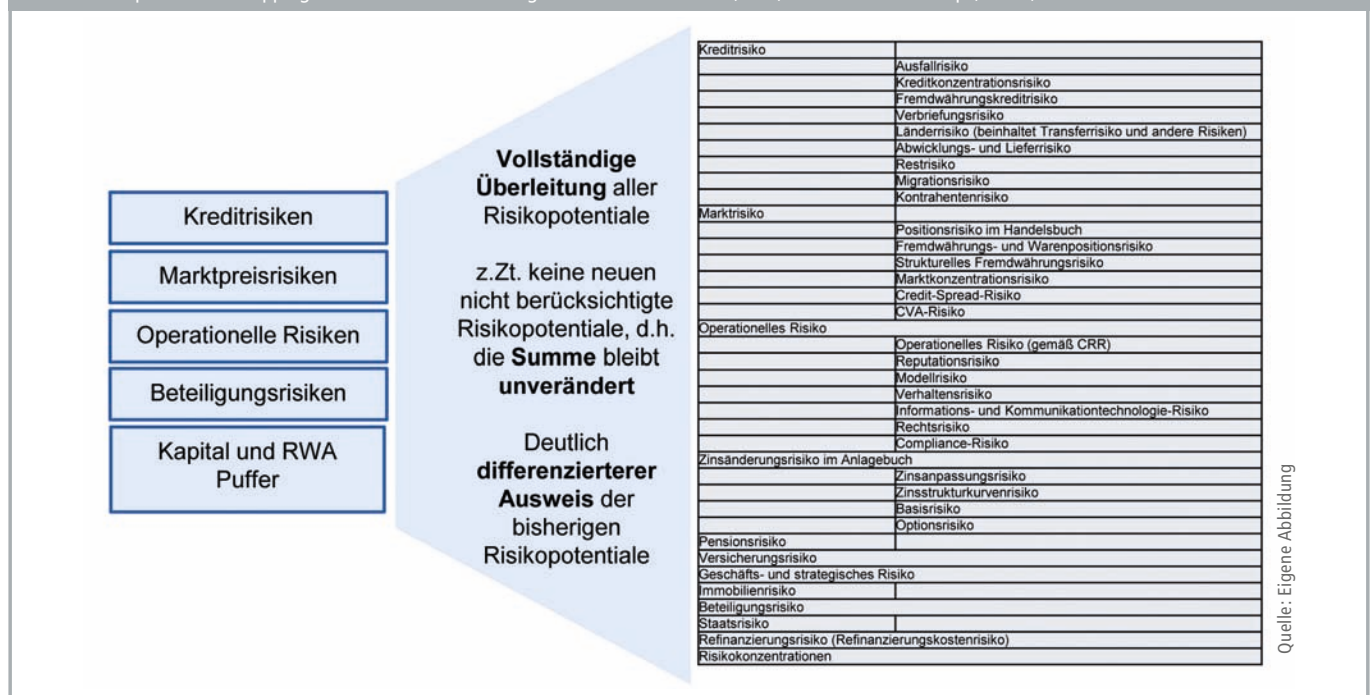 Kreditrisiken
Marktpreisrisiken
Operationelle Risiken
Beteiligungsrisiken
Kapital und RWA
Puffer
Vollständige
Überleitung aller
Risikopotentiale
z.Zt. keine neuen
nicht berücksichtigte
Risikopotentiale, d.h.
die Summe bleibt
unverändert
Deutlich
differenzierterer
Ausweis der
bisherigen
Risikopotentiale
Kreditrisiko
Ausfallrisiko
Kreditkonzentrationsrisiko
Fremdwährungskreditrisiko
Verbriefungsrisiko
Länderrisiko (beinhaltet Transferrisiko und andere Risiken)
Abwicklungs- und Lieferrisiko
Restrisiko
Migrationsrisiko
Kontrahentenrisiko
Marktrisiko
Positionsrisiko im Handelsbuch
Fremdwährungs- und Warenpositionsrisiko
Strukturelles Fremdwährungsrisiko
Marktkonzentrationsrisiko
Credit-Spread-Risiko
CVA-Risiko
Operationelles Risiko
Operationelles Risiko (gemäß CRR)
Reputationsrisiko
Modellrisiko
Verhaltensrisiko
Informations- und Kommunikationtechnologie-Risiko
Rechtsrisiko
Compliance-Risiko
Zinsänderungsrisiko im Anlagebuch
Zinsanpassungsrisiko
Zinsstrukturkurvenrisiko
Basisrisiko
Optionsrisiko
Pensionsrisiko
Versicherungsrisiko
Geschäfts- und strategisches Risiko
Immobilienrisiko
Beteiligungsrisiko
Staatsrisiko
Refinanzierungsrisiko (Refinanzierungskostenrisiko)
Risikokonzentrationen
Quelle: Eigene Abbildung